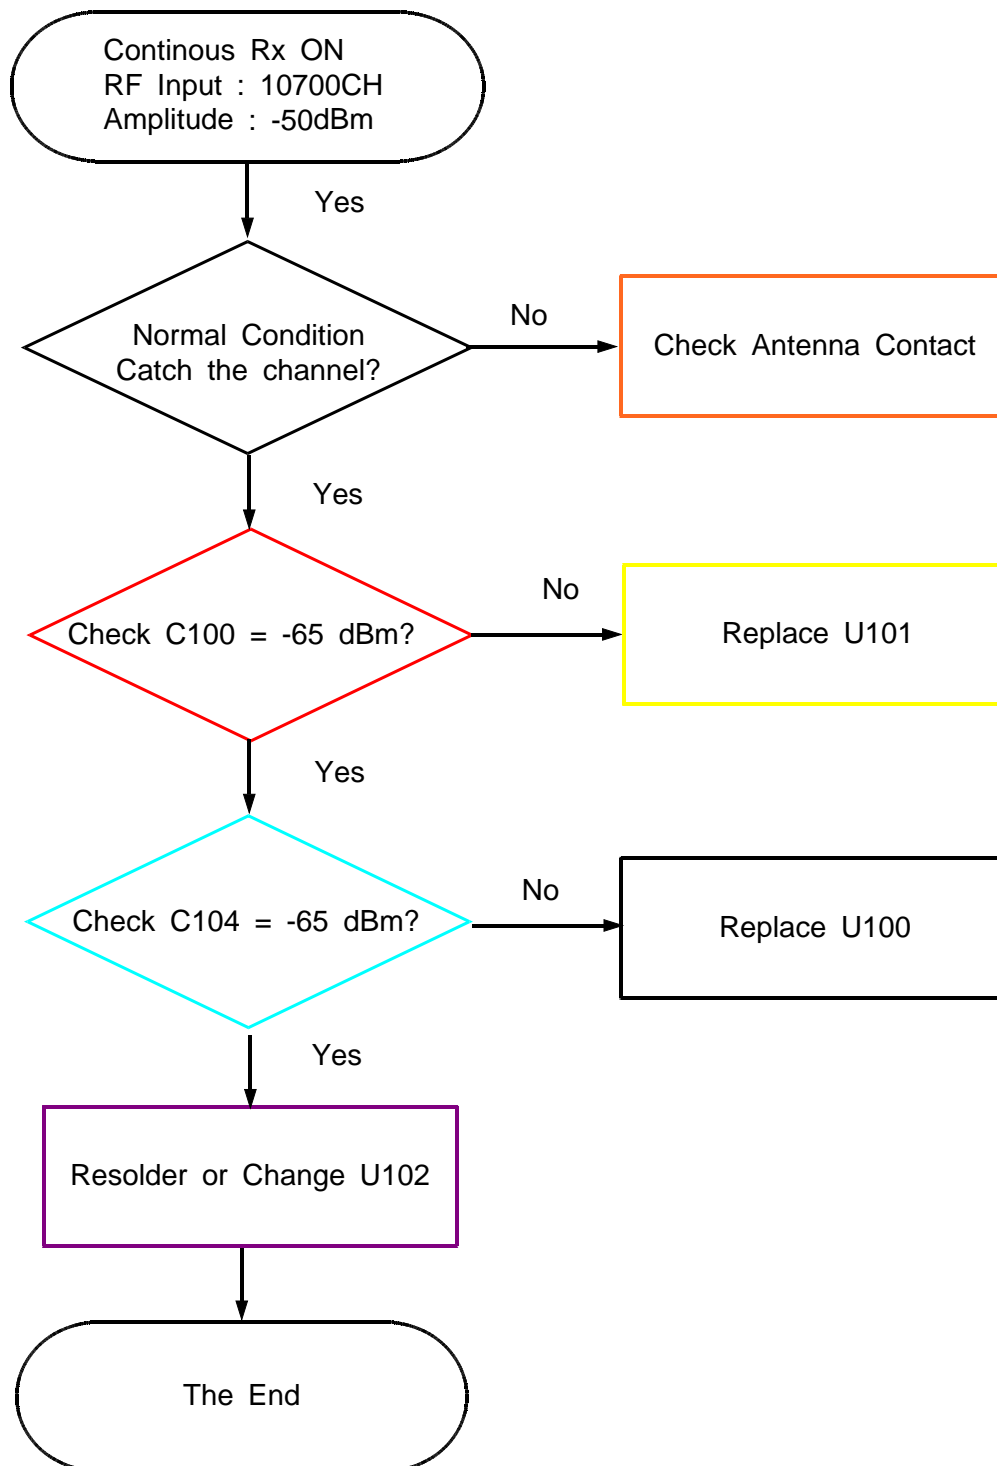 Continous Rx ON
RF Input : 10700CH
Amplitude : -50dBm
Yes
Normal Condition
Catch the channel?
No
Check Antenna Contact
Yes
Check C100 = -65 dBm?
No
Replace U101
Yes
Check C104 = -65 dBm?
No
Replace U100
Yes
Resolder or Change U102
The End